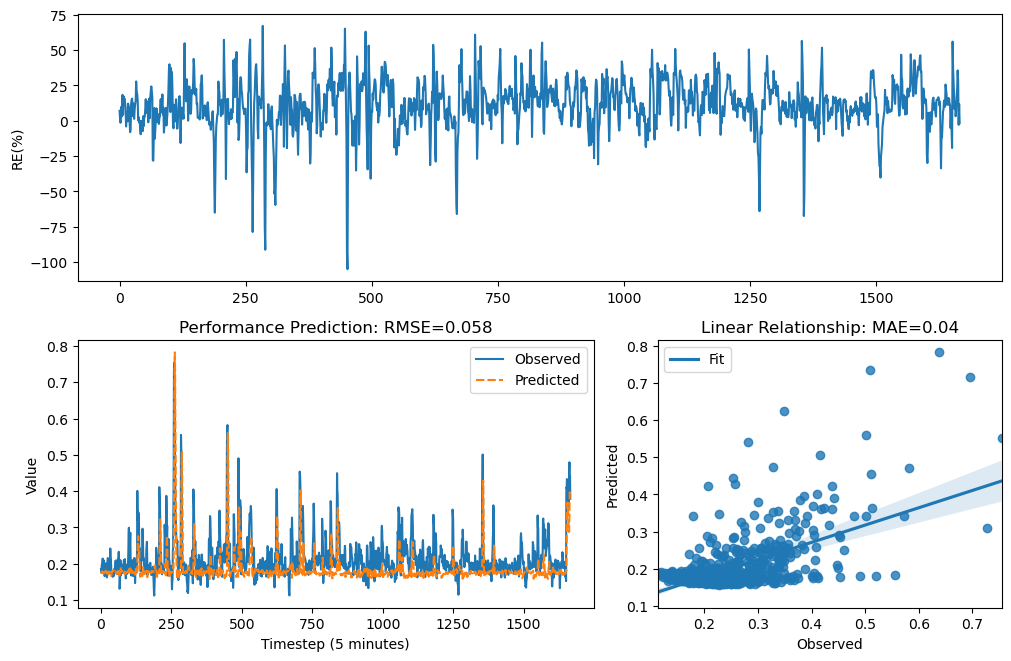 75
50
25
0
−25
−50
−75
−100
RE(%)
0 250 500 750 1000 1250 1500
Performance Prediction: RMSE=0.058
0.8
0.7
0.6
0.5
0.4
0.3
0.2
0.1
Value
Observed
Predicted
0 250 500 750 1000 1250 1500
Timestep (5 minutes)
Linear Relationship: MAE=0.04
0.8
0.7
0.6
0.5
0.4
0.3
0.2
0.1
Predicted
Fit
0.2 0.3 0.4 0.5 0.6 0.7
Observed